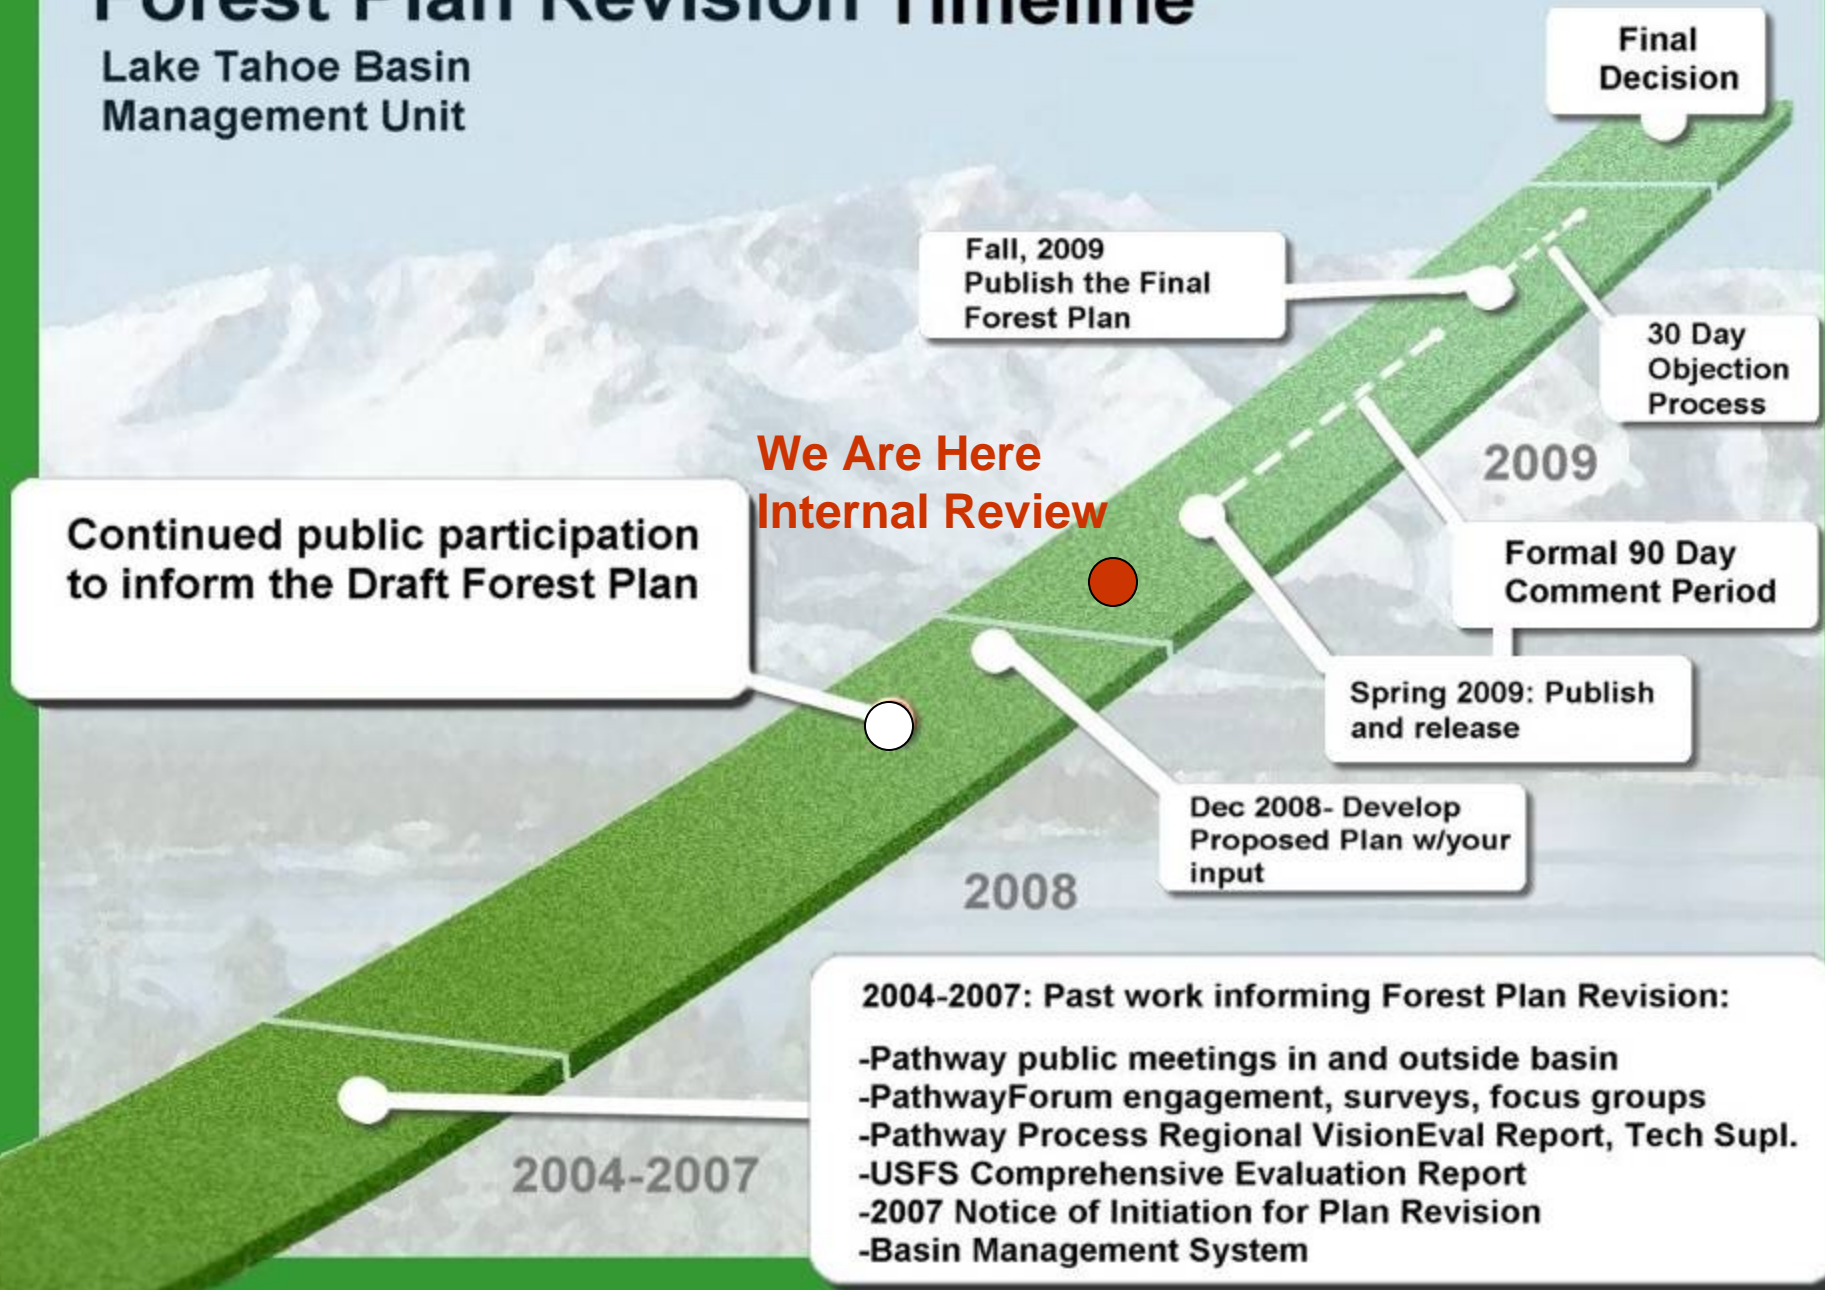 Forest Plan Revision Timeline
Lake Tahoe Basin
Management Unit
Final
Decision
Fall, 2009
Publish the Final
Forest Plan
30 Day
Objection
Process
2009
We Are Here
Internal Review
Continued public participation
to inform the Draft Forest Plan
Formal 90 Day
Comment Period
Spring 2009: Publish
and release
Dec 2008- Develop
Proposed Plan w/your
input
2008
2004-2007: Past work informing Forest Plan Revision:
-Pathway public meetings in and outside basin
-PathwayForum engagement, surveys, focus groups
-Pathway Process Regional VisionEval Report, Tech Supl.
-USFS Comprehensive Evaluation Report
-2007 Notice of Initiation for Plan Revision
-Basin Management System
2004-2007